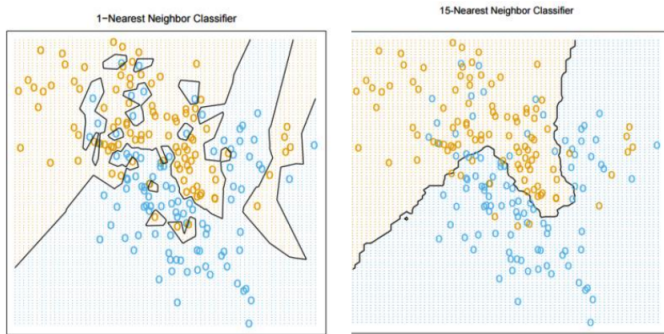 1-Nearest Neighbor Classifier
15-Nearest Neighbor Classifier